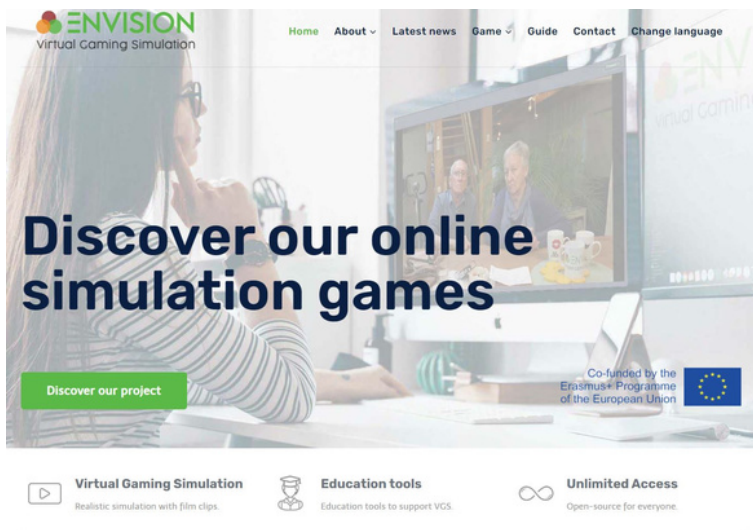 ENVISION
Virtual Gaming Simulation
Home About Latest news Game Guide Contact Change language
Discover our online
simulation games
Discover our project
Co-funded by the
Erasmus+ Programme
of the European Union
Virtual Gaming Simulation
Realistic simulation with film clips.
Education tools
Education tools to support VGS.
Unlimited Access
Open-source for everyone.